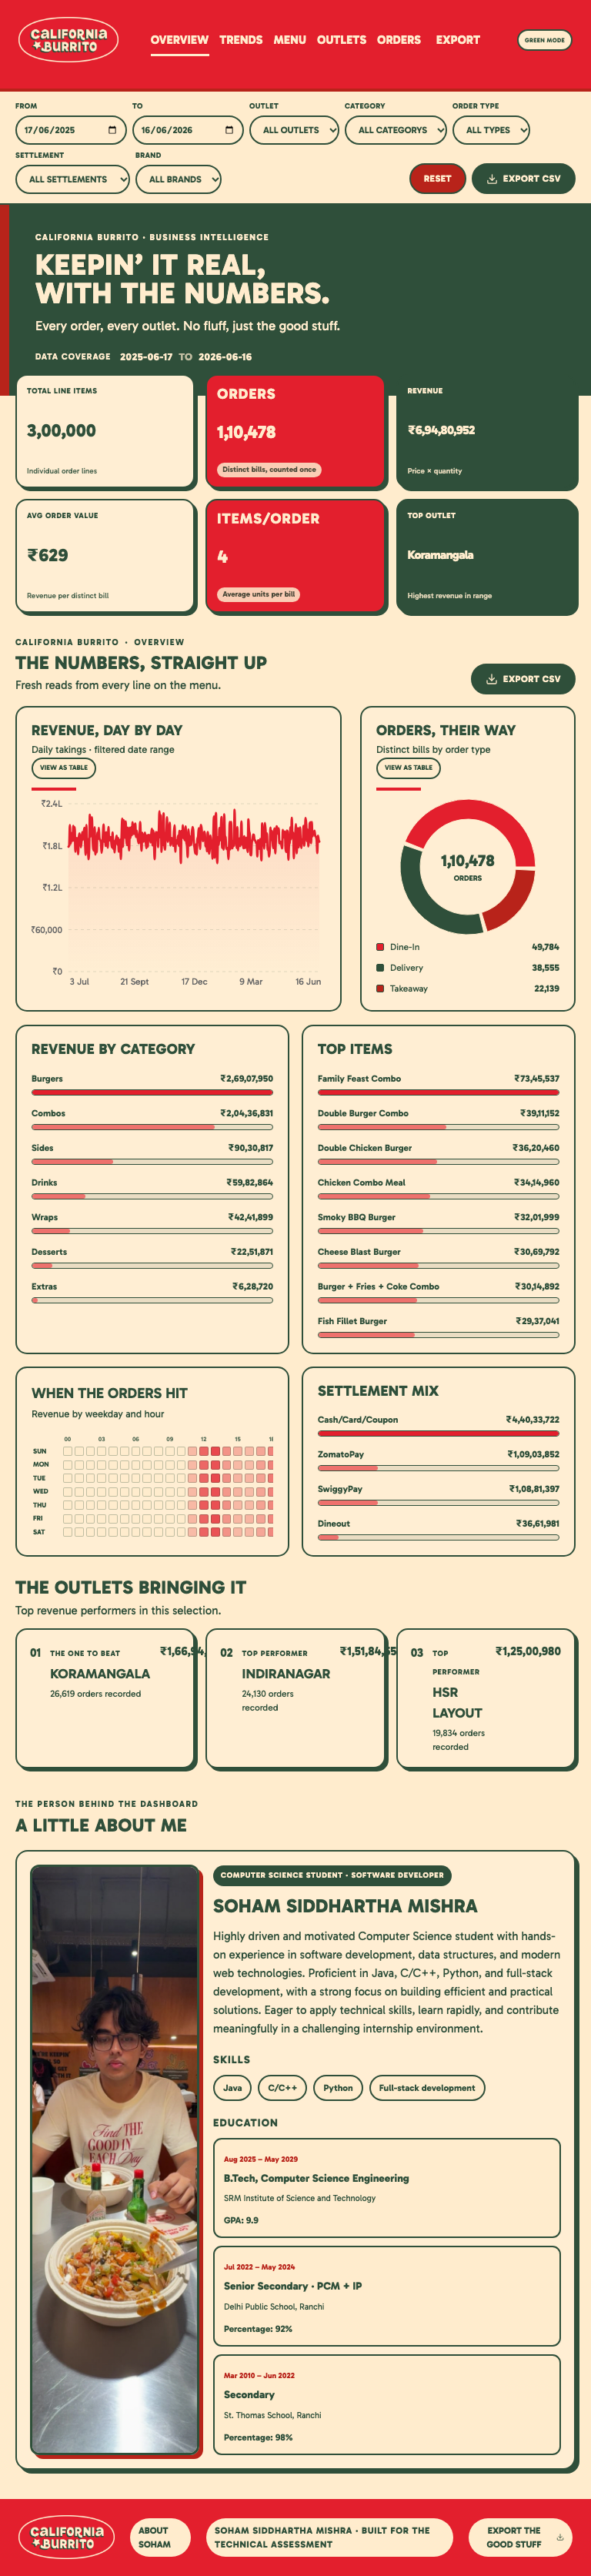 CALIFORNIA
BURRITO
OVERVIEW TRENDS MENU OUTLETS ORDERS EXPORT
GREEN MODE
FROM TO OUTLET CATEGORY ORDER TYPE
17/06/2025 16/06/2026 ALL OUTLETS ALL CATEGORYS ALL TYPES
SETTLEMENT BRAND
ALL SETTLEMENTS ALL BRANDS RESET EXPORT CSV
CALIFORNIA BURRITO • BUSINESS INTELLIGENCE
KEEPIN' IT REAL,
WITH THE NUMBERS.
Every order, every outlet. No fluff, just the good stuff.
DATA COVERAGE 2025-06-17 TO 2026-06-16
TOTAL LINE ITEMS
3,00,000
Individual order lines
ORDERS
1,10,478
Distinct bills, counted once
REVENUE
₹6,94,80,952
Price × quantity
AVG ORDER VALUE
₹629
Revenue per distinct bill
ITEMS/ORDER
4
Average units per bill
TOP OUTLET
Koramangala
Highest revenue in range
CALIFORNIA BURRITO • OVERVIEW
THE NUMBERS, STRAIGHT UP
Fresh reads from every line on the menu.
EXPORT CSV
REVENUE, DAY BY DAY
Daily takings · filtered date range
VIEW AS TABLE
₹2.4L
₹1.8L
₹1.2L
₹60,000
₹0
3 Jul 21 Sept 17 Dec 9 Mar 16 Jun
ORDERS, THEIR WAY
Distinct bills by order type
VIEW AS TABLE
1,10,478
ORDERS
Dine-In 49,784
Delivery 38,555
Takeaway 22,139
REVENUE BY CATEGORY
Burgers ₹2,69,07,950
Combos ₹2,04,36,831
Sides ₹90,30,817
Drinks ₹59,82,864
Wraps ₹42,41,899
Desserts ₹22,51,871
Extras ₹6,28,720
TOP ITEMS
Family Feast Combo ₹73,45,537
Double Burger Combo ₹39,11,152
Double Chicken Burger ₹36,20,460
Chicken Combo Meal ₹34,14,960
Smoky BBQ Burger ₹32,01,999
Cheese Blast Burger ₹30,69,792
Burger + Fries + Coke Combo ₹30,14,892
Fish Fillet Burger ₹29,37,041
WHEN THE ORDERS HIT
Revenue by weekday and hour
00 03 06 09 12 15
SUN
MON
TUE
WED
THU
FRI
SAT
SETTLEMENT MIX
Cash/Card/Coupon ₹4,40,33,722
ZomatoPay ₹1,09,03,852
SwiggyPay ₹1,08,81,397
Dineout ₹36,61,981
THE OUTLETS BRINGING IT
Top revenue performers in this selection.
01 THE ONE TO BEAT
KORAMANGALA
26,619 orders recorded
02 TOP PERFORMER
INDIRANAGAR
24,130 orders
recorded
03 TOP
PERFORMER
₹1,25,00,980
HSR
LAYOUT
19,834 orders
recorded
THE PERSON BEHIND THE DASHBOARD
A LITTLE ABOUT ME
Find The
GOOD IN
EACH Day
COMPUTER SCIENCE STUDENT · SOFTWARE DEVELOPER
SOHAM SIDDHARTHA MISHRA
Highly driven and motivated Computer Science student with hands-
on experience in software development, data structures, and modern
web technologies. Proficient in Java, C/C++, Python, and full-stack
development, with a strong focus on building efficient and practical
solutions. Eager to apply technical skills, learn rapidly, and contribute
meaningfully in a challenging internship environment.
SKILLS
Java C/C++ Python Full-stack development
EDUCATION
Aug 2025 – May 2029
B.Tech, Computer Science Engineering
SRM Institute of Science and Technology
GPA: 9.9
Jul 2022 – May 2024
Senior Secondary · PCM + IP
Delhi Public School, Ranchi
Percentage: 92%
Mar 2010 – Jun 2022
Secondary
St. Thomas School, Ranchi
Percentage: 98%
CALIFORNIA
BURRITO
ABOUT
SOHAM
SOHAM SIDDHARTHA MISHRA · BUILT FOR THE
TECHNICAL ASSESSMENT
EXPORT THE
GOOD STUFF